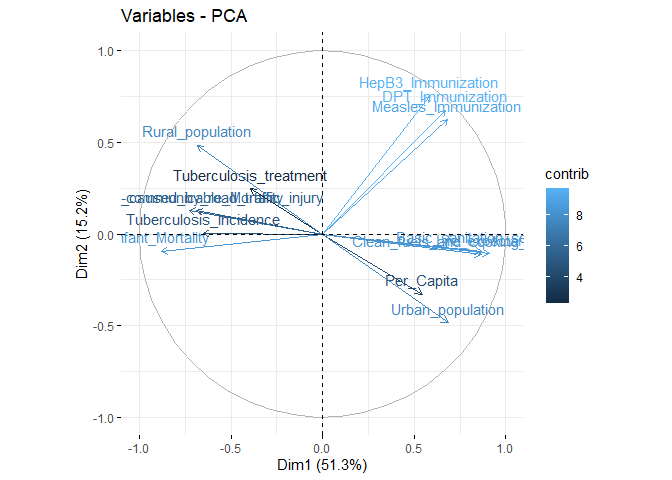 Variables - PCA
1.0
0.5
0.0
-0.5
-1.0
Dim2 (15.2%)
HepB3_Immunization
DPT_Immunization
Measles_Immunization
Rural_population
Tuberculosis_treatment
Tuberculosis_Incidence
fant_Mortality
Per_Capita
Urban_population
-1.0 -0.5 0.0 0.5 1.0
Dim1 (51.3%)
contrib
8
6
4